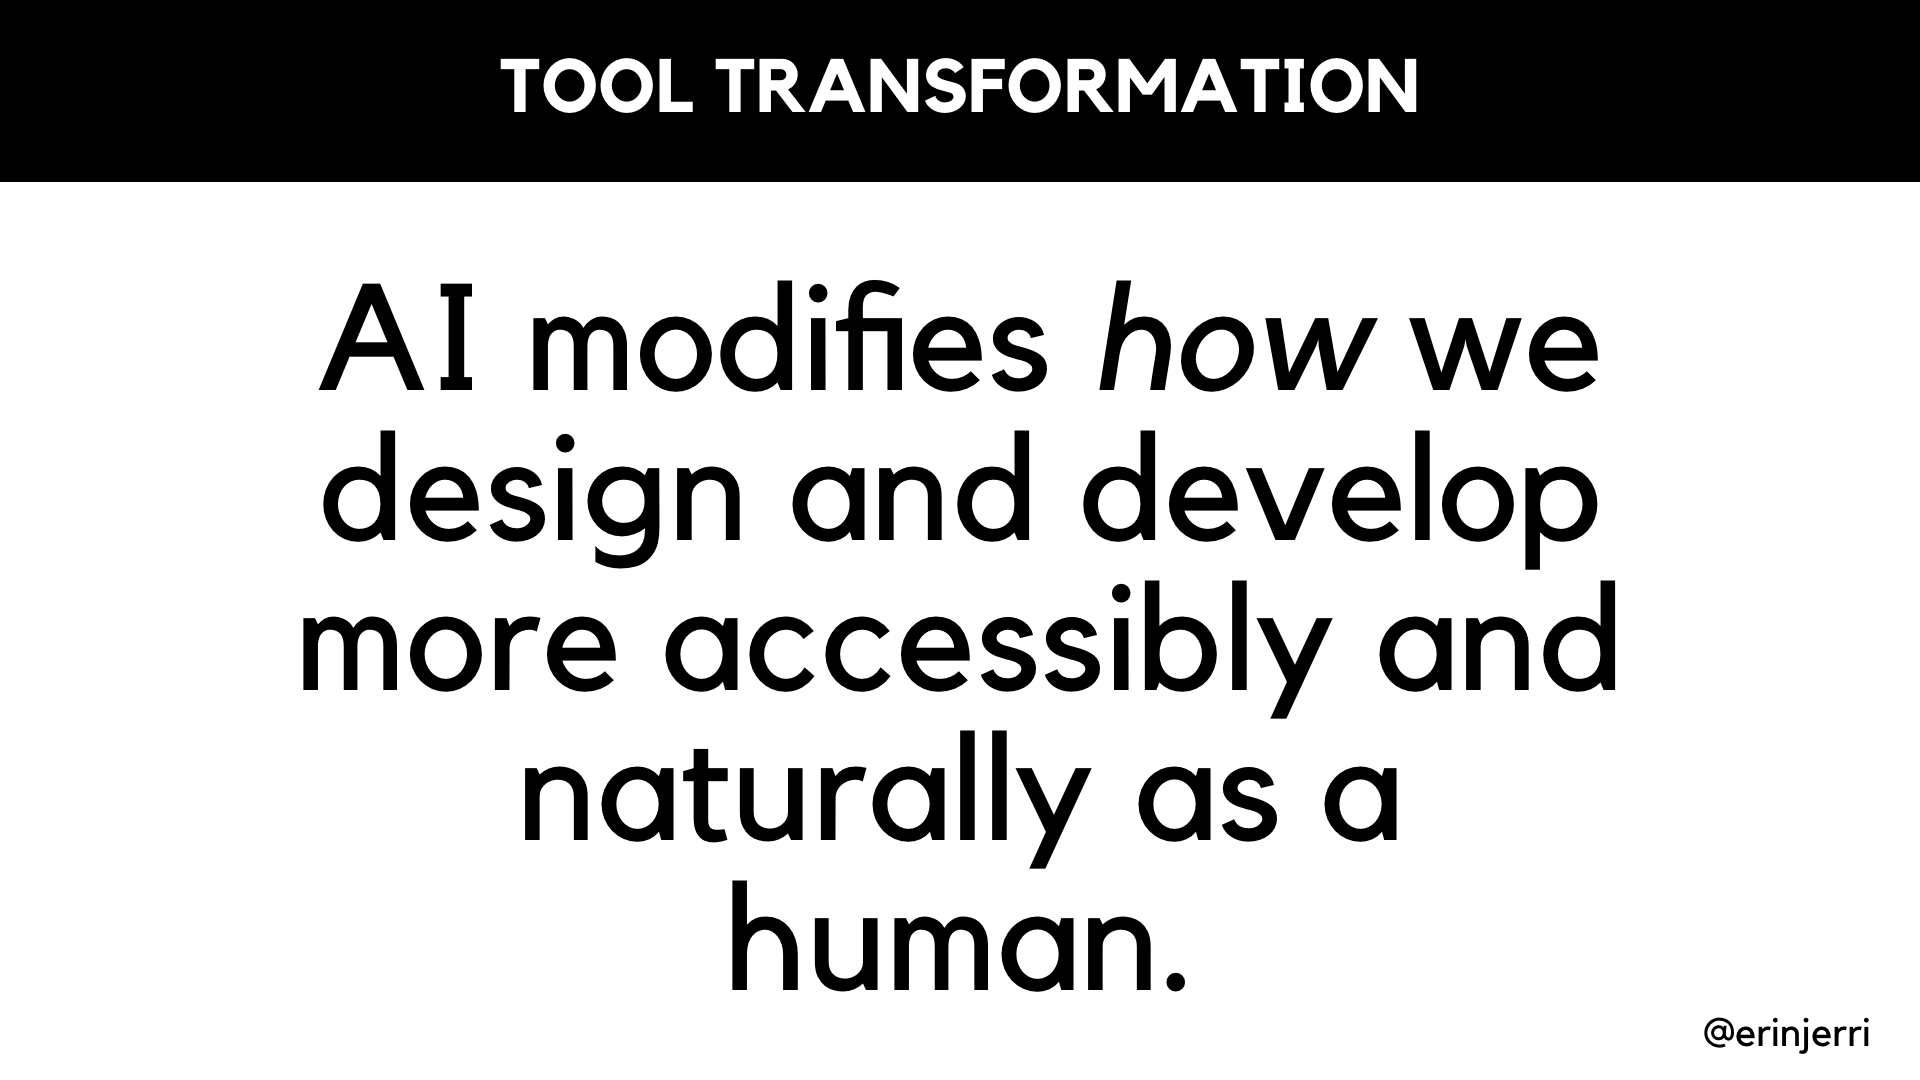 TOOL TRANSFORMATION
AI modifies how we
design and develop
more accessibly and
naturally as a
human.
@erinjerri